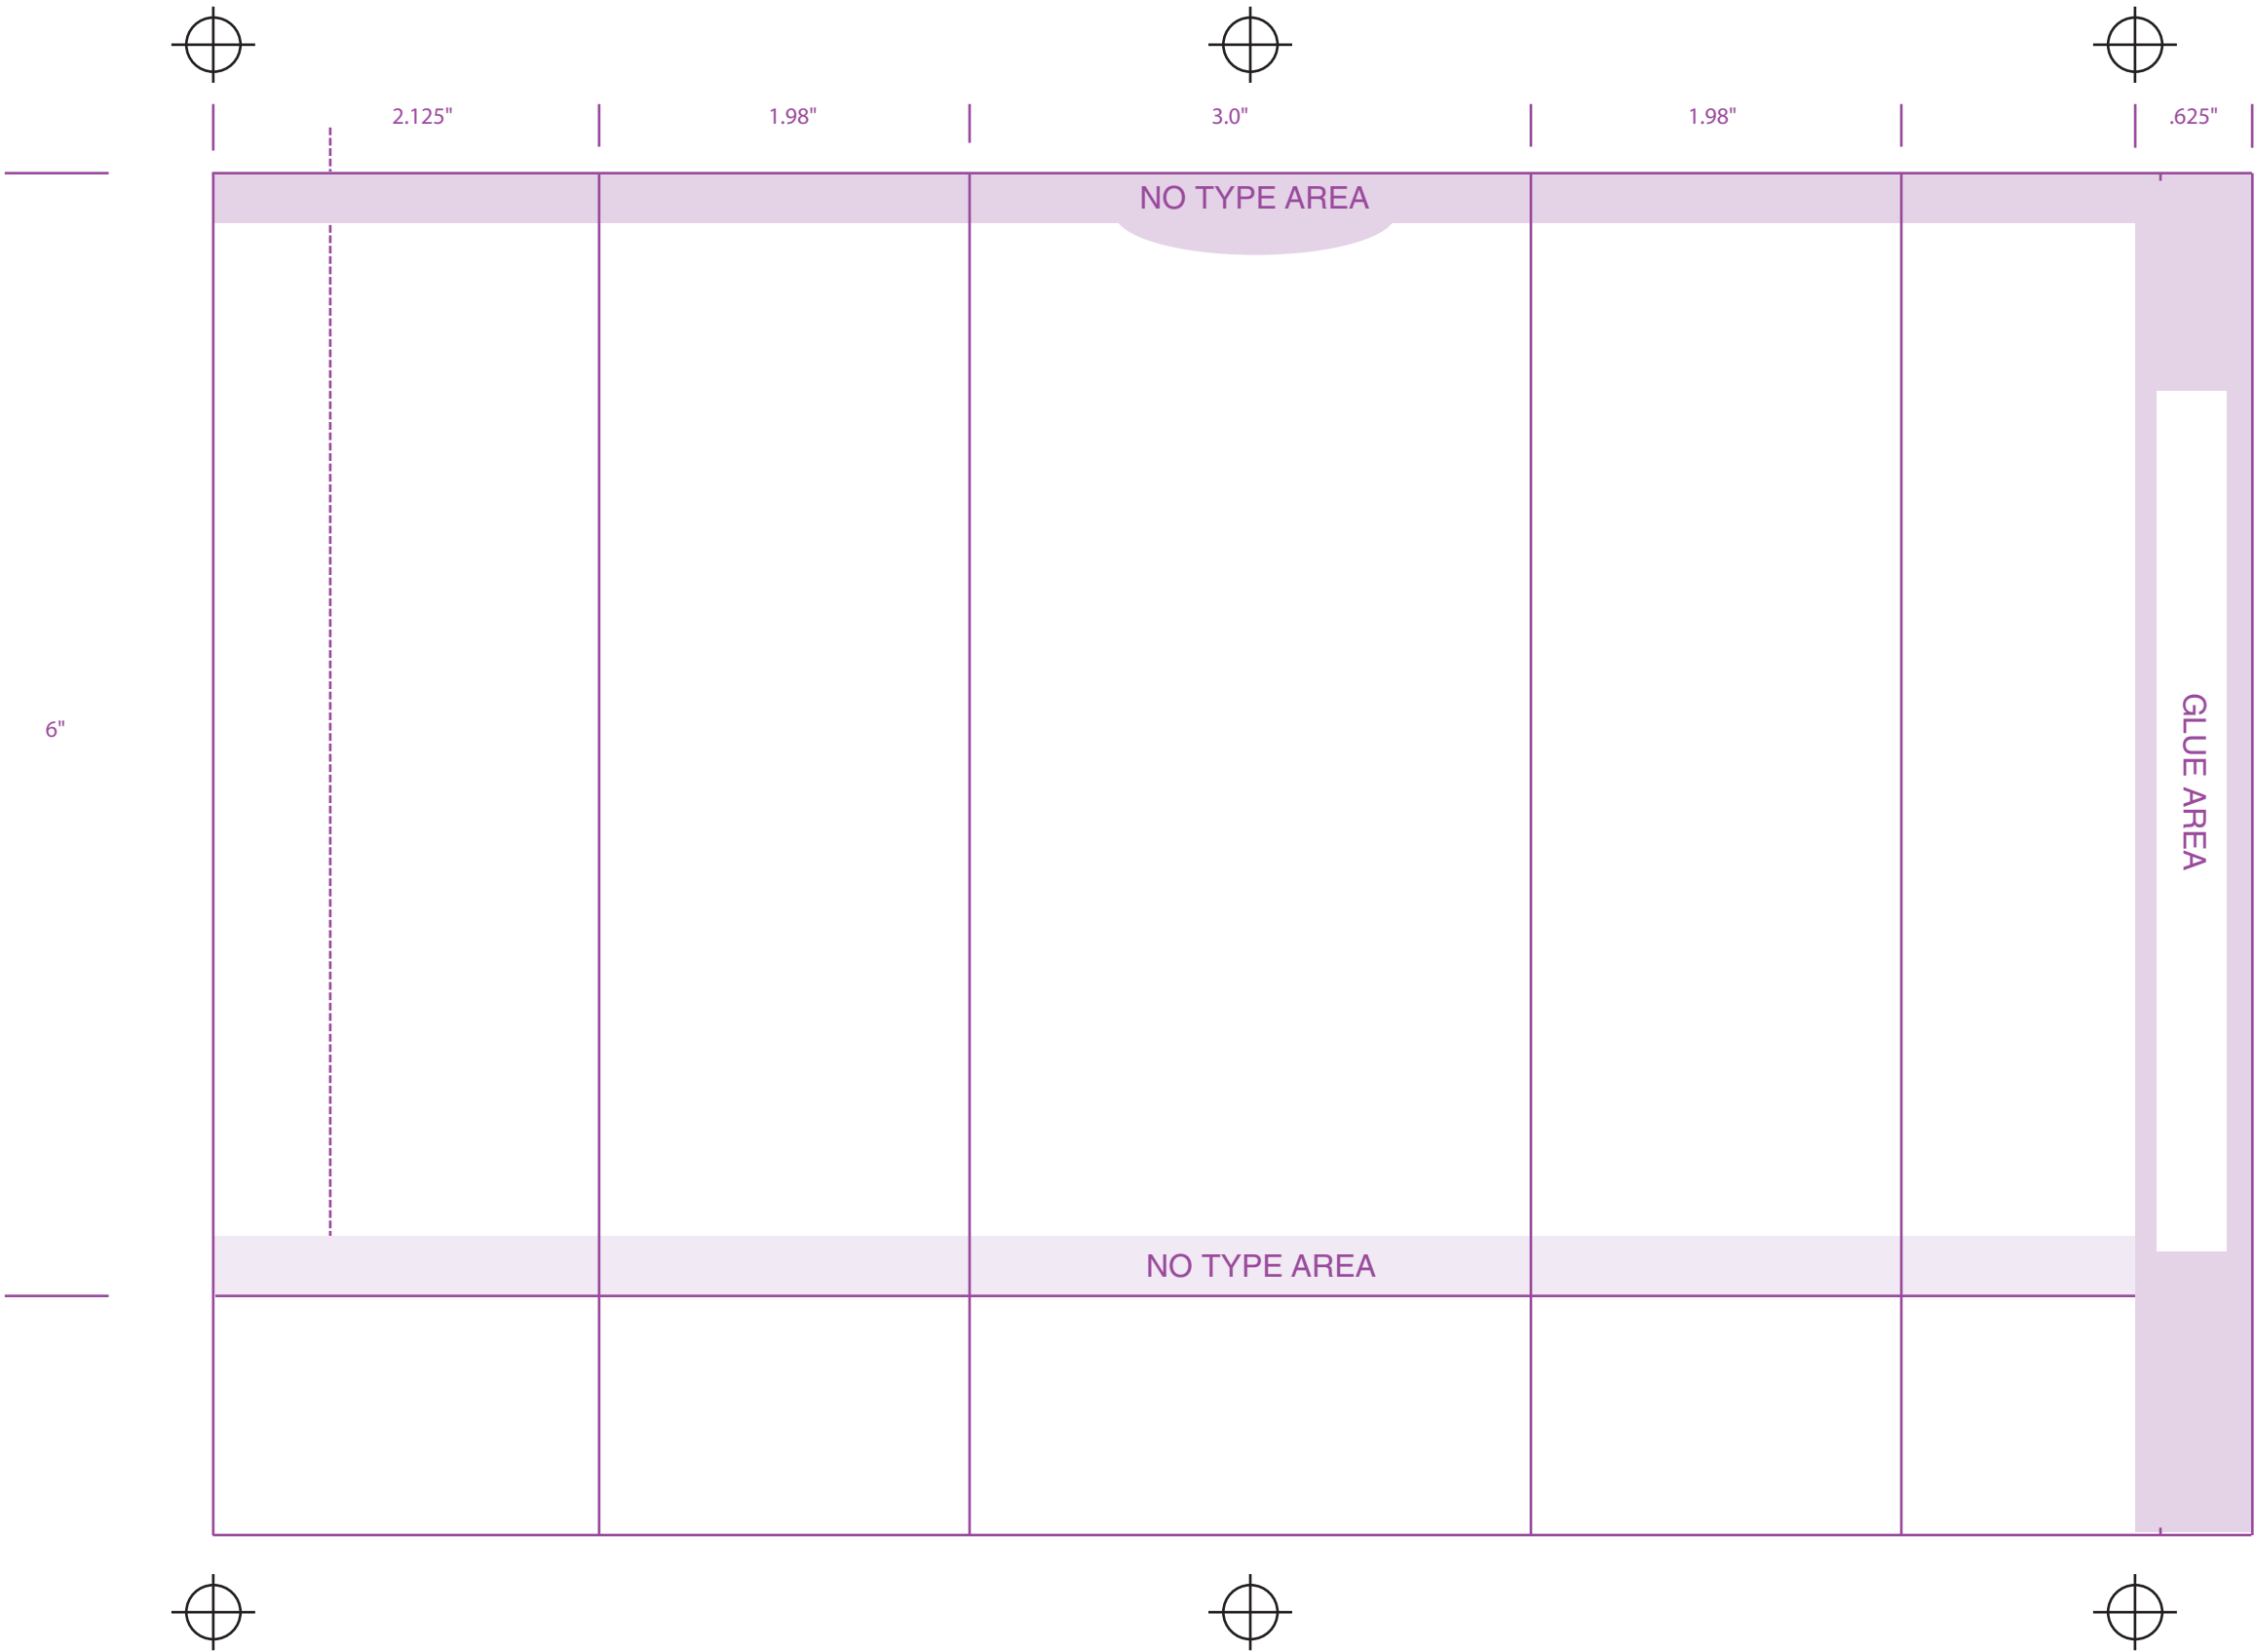 2.125"
1.98"
3.0"
1.98"
.625"
NO TYPE AREA
6"
GLUE AREA
NO TYPE AREA